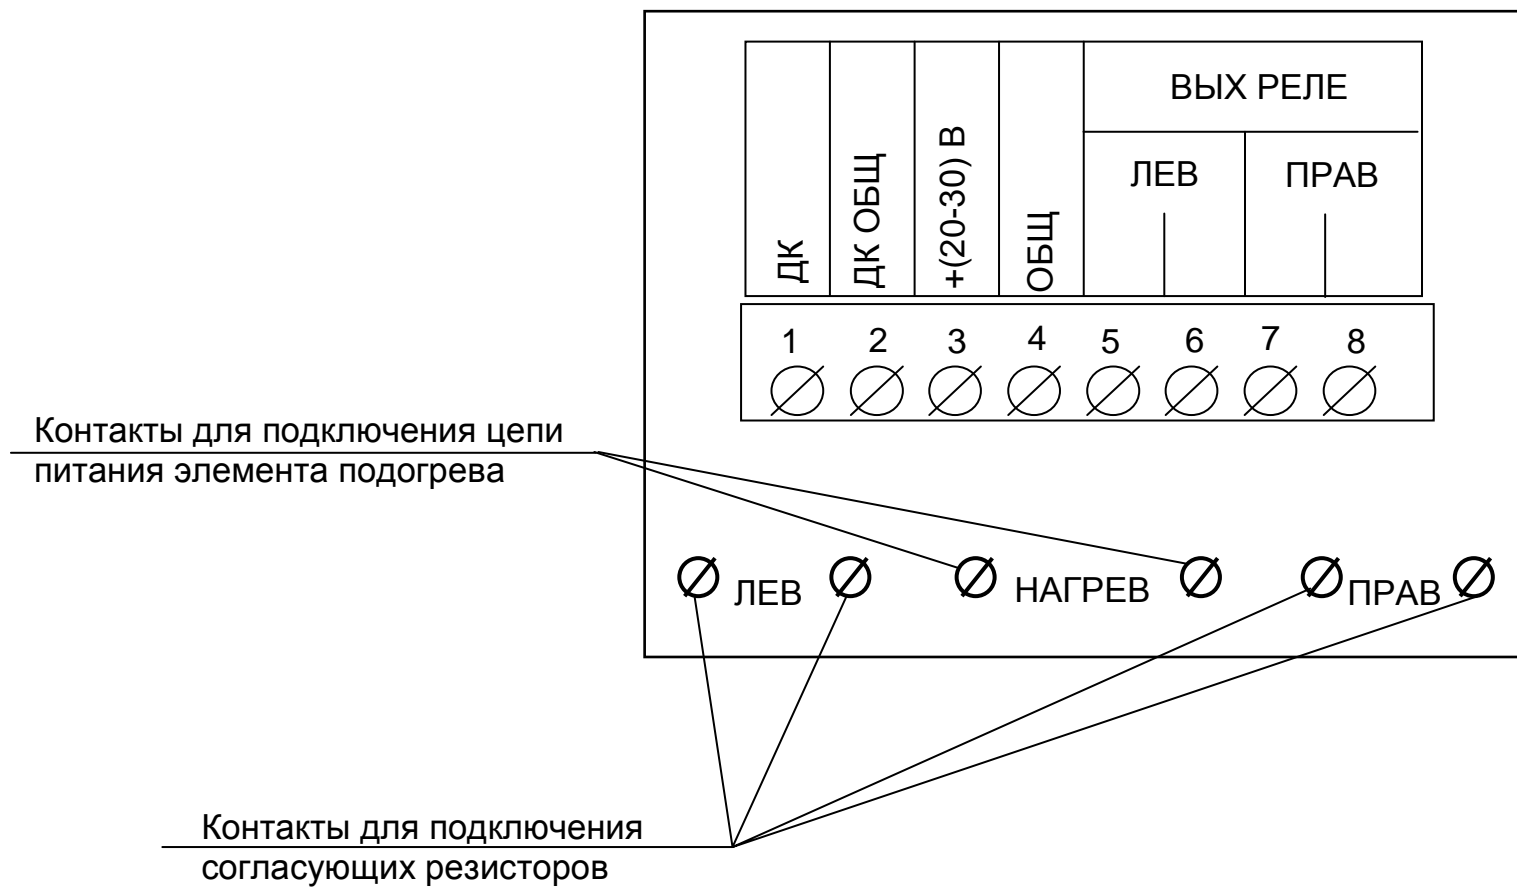 ВЫХ РЕЛЕ
ЛЕВ
ПРАВ
ДК
ДК ОБЩ
+(20-30) В
ОБЩ
1 2 3 4 5 6 7 8
Контакты для подключения цепи
питания элемента подогрева
ЛЕВ НАГРЕВ ПРАВ
Контакты для подключения
согласующих резисторов